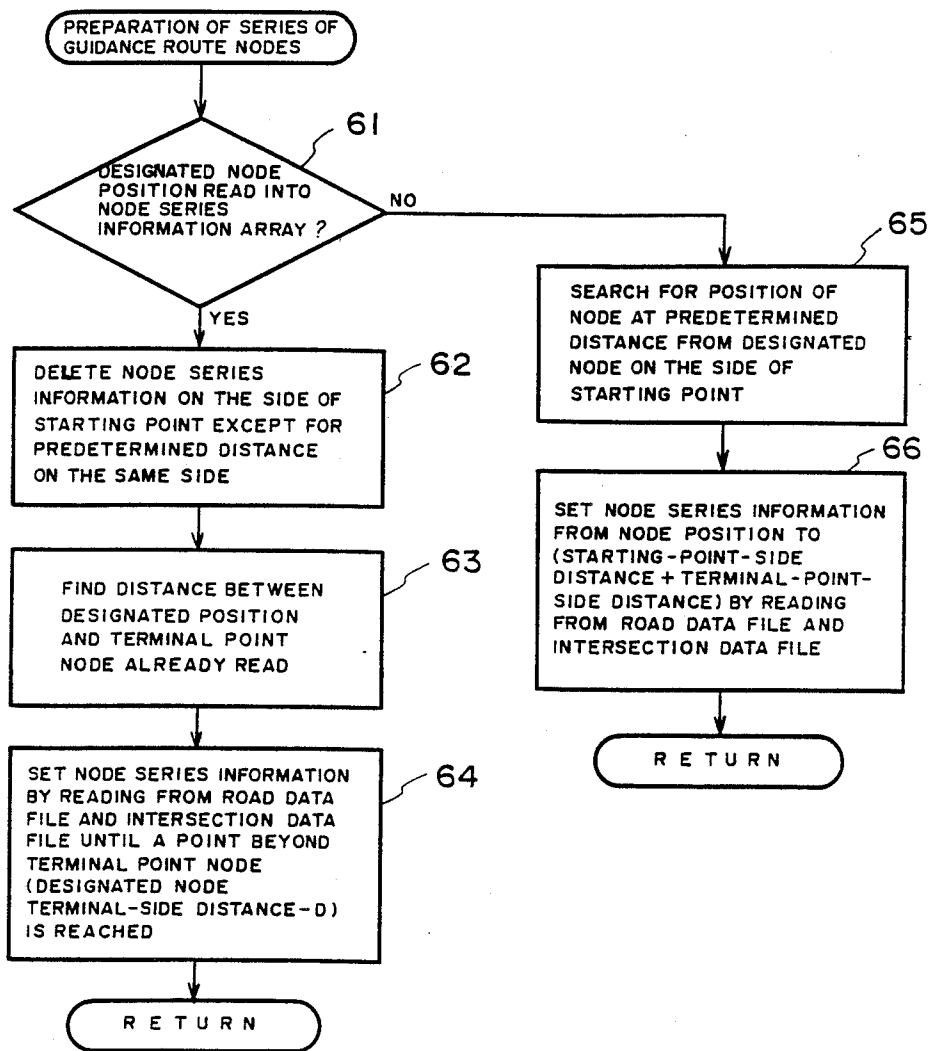 PREPARATION OF SERIES OF
GUIDANCE ROUTE NODES
61
DESIGNATED NODE
POSITION READ INTO
NODE SERIES
INFORMATION ARRAY ?
NO
YES
62
DELETE NODE SERIES
INFORMATION ON THE SIDE OF
STARTING POINT EXCEPT FOR
PREDETERMINED DISTANCE
ON THE SAME SIDE
63
FIND DISTANCE BETWEEN
DESIGNATED POSITION
AND TERMINAL POINT
NODE ALREADY READ
64
SET NODE SERIES INFORMATION
BY READING FROM ROAD DATA
FILE AND INTERSECTION DATA
FILE UNTIL A POINT BEYOND
TERMINAL POINT NODE
(DESIGNATED NODE
TERMINAL-SIDE DISTANCE-D)
IS REACHED
RETURN
65
SEARCH FOR POSITION OF
NODE AT PREDETERMINED
DISTANCE FROM DESIGNATED
NODE ON THE SIDE OF
STARTING POINT
66
SET NODE SERIES INFORMATION
FROM NODE POSITION TO
(STARTING-POINT-SIDE
DISTANCE + TERMINAL-POINT-
SIDE DISTANCE) BY READING
FROM ROAD DATA FILE AND
INTERSECTION DATA FILE
RETURN